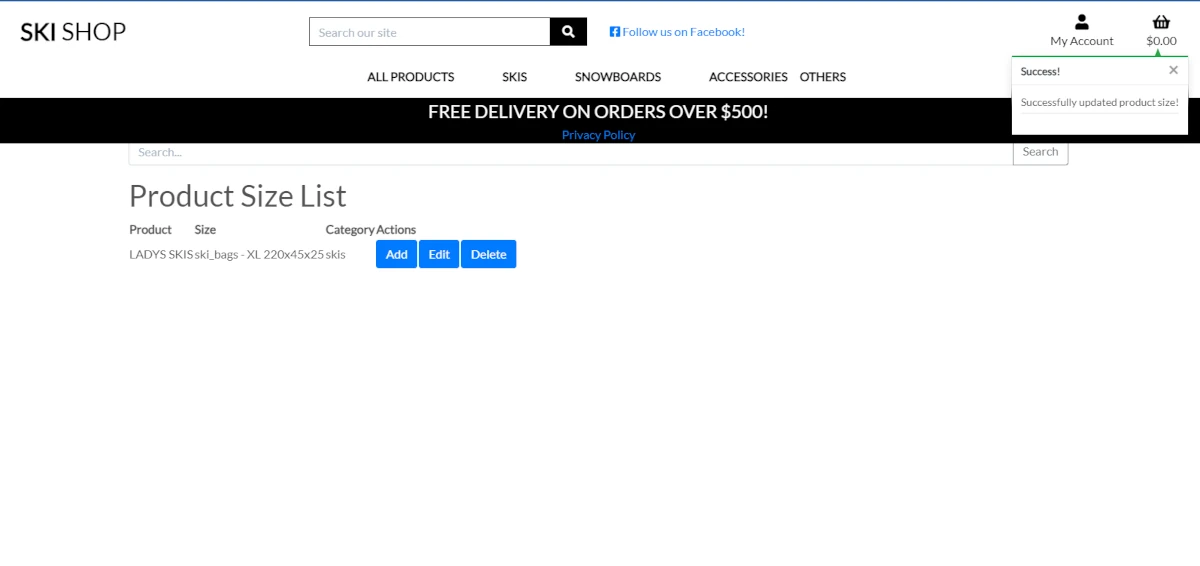 SKI SHOP
Search our site
Follow us on Facebook!
My Account
$0.00
ALL PRODUCTS SKIS SNOWBOARDS ACCESSORIES OTHERS
Success!
×
Successfully updated product size!
FREE DELIVERY ON ORDERS OVER $500!
Privacy Policy
Search... Search
Product Size List
Product Size Category Actions
LADYS SKIS ski_bags - XL 220x45x25 skis Add Edit Delete